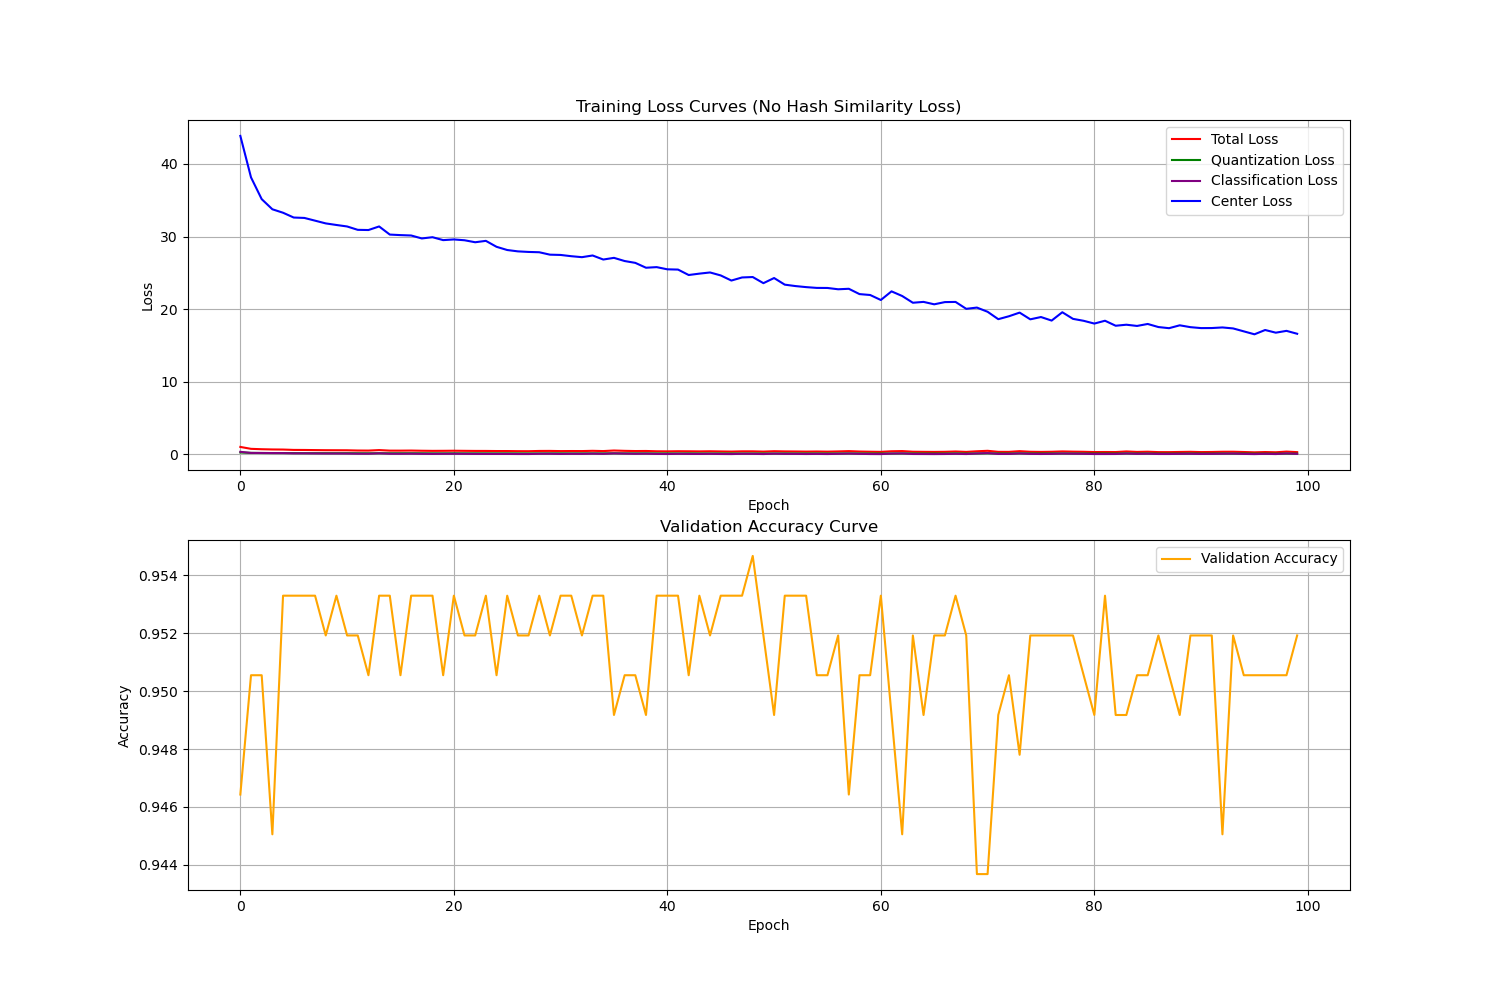 Training Loss Curves (No Hash Similarity Loss)
Total Loss
Quantization Loss
Classification Loss
Center Loss
Loss
40
30
20
10
0
0 20 40 60 80 100
Epoch
Validation Accuracy Curve
Validation Accuracy
Accuracy
0.954
0.952
0.950
0.948
0.946
0.944
0 20 40 60 80 100
Epoch